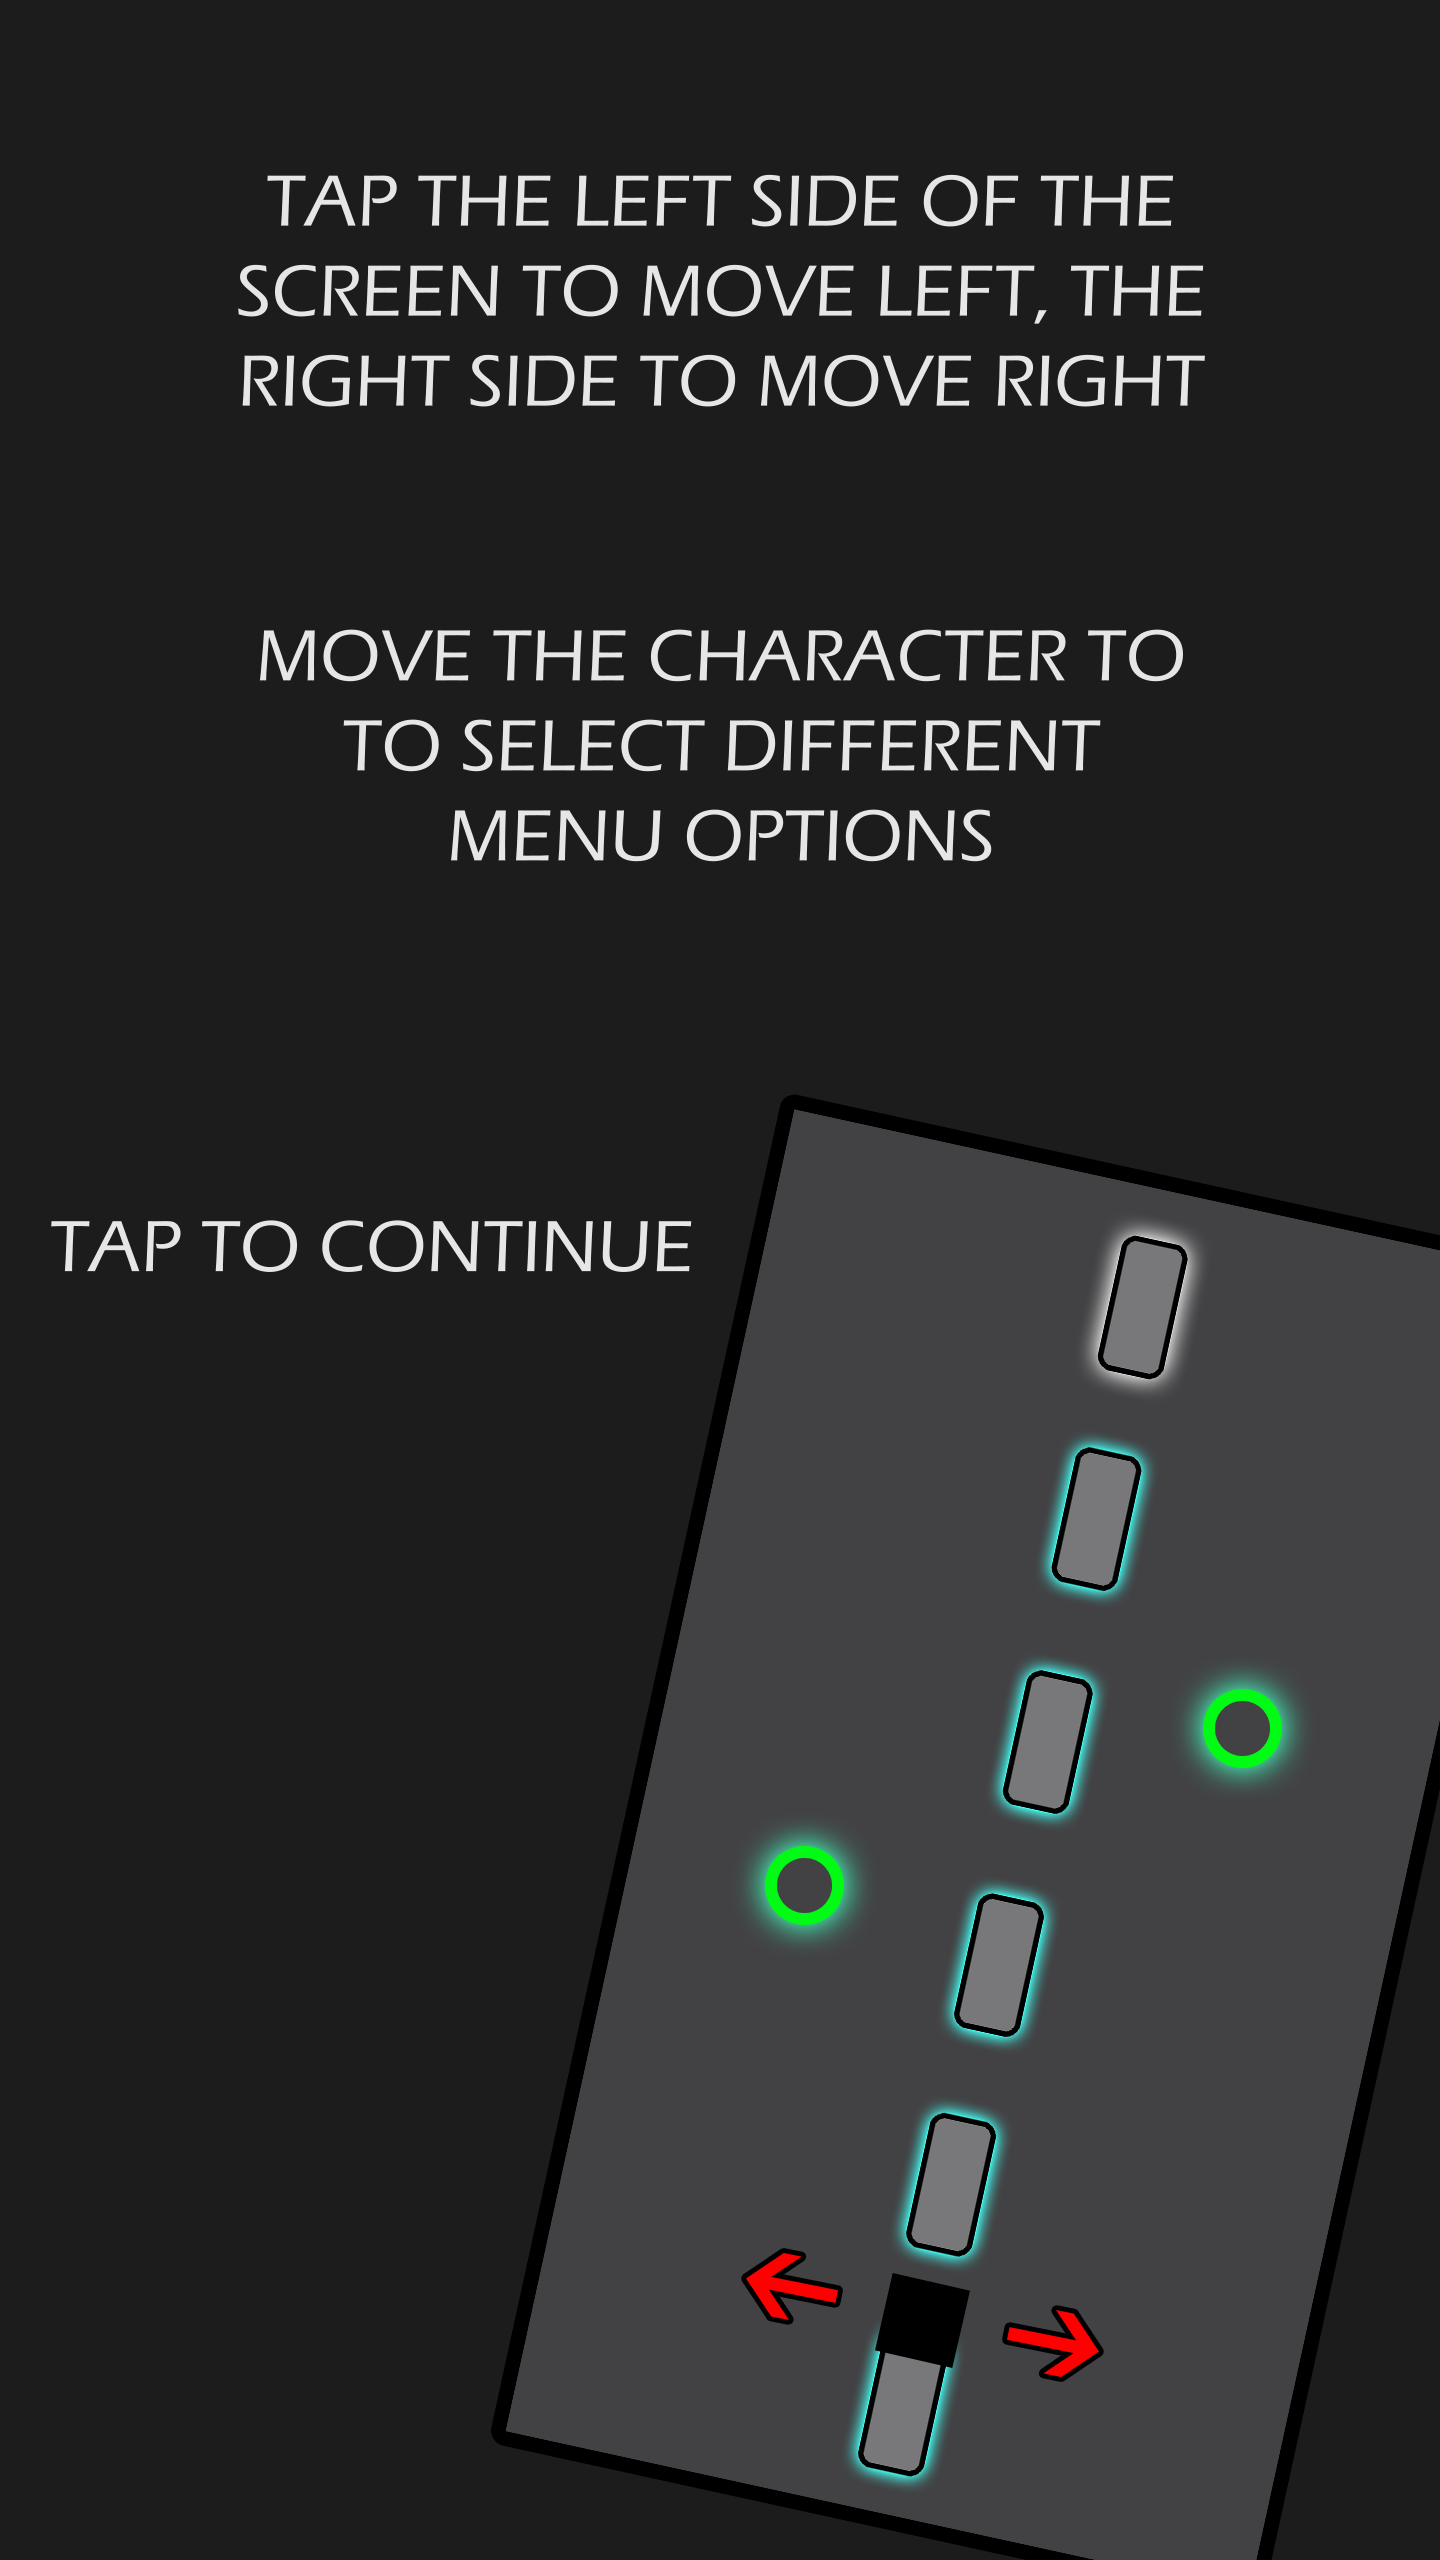 TAP THE LEFT SIDE OF THE
SCREEN TO MOVE LEFT, THE
RIGHT SIDE TO MOVE RIGHT
MOVE THE CHARACTER TO
TO SELECT DIFFERENT
MENU OPTIONS
TAP TO CONTINUE